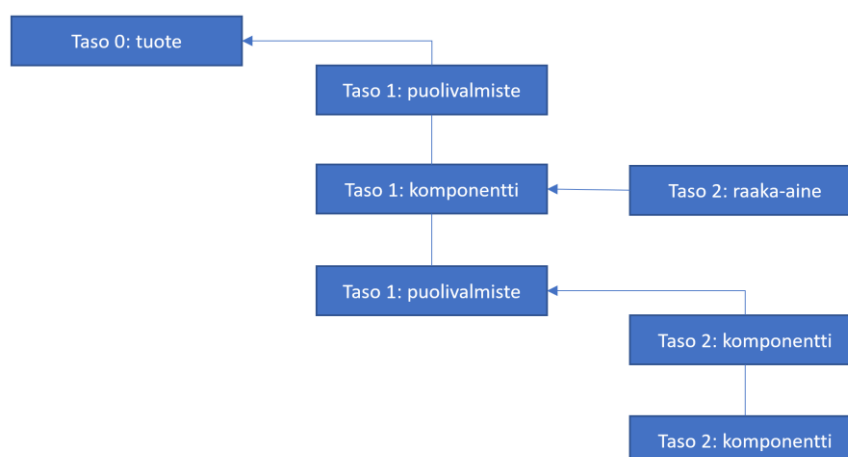 Taso 0: tuote
Taso 1: puolivalmiste
Taso 1: komponentti
Taso 2: raaka-aine
Taso 1: puolivalmiste
Taso 2: komponentti
Taso 2: komponentti